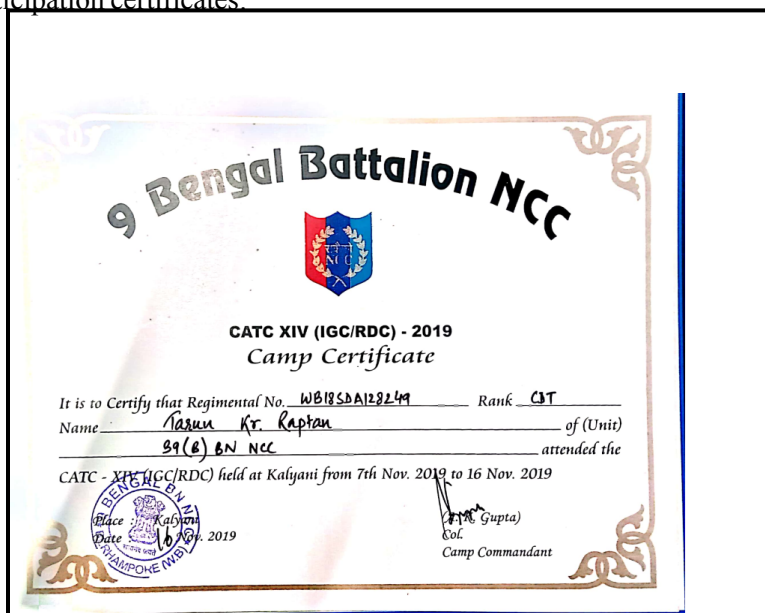 participation certificates.
9 Bengal Battalion NCC
NCC
CATC XIV (IGC/RDC) - 2019
Camp Certificate
It is to Certify that Regimental No. WB18SDA128249 Rank CDT
Name Tarun Kr. Raptan of (Unit)
39(B) BN NCC attended the
CATC - XIV (IGC/RDC) held at Kalyani from 7th Nov. 2019 to 16 Nov. 2019
Place : Kalyani
Date : 16 Nov. 2019
Gupta)
Col.
Camp Commandant
BENGAL BN N
BERHAMPORE (W.B)